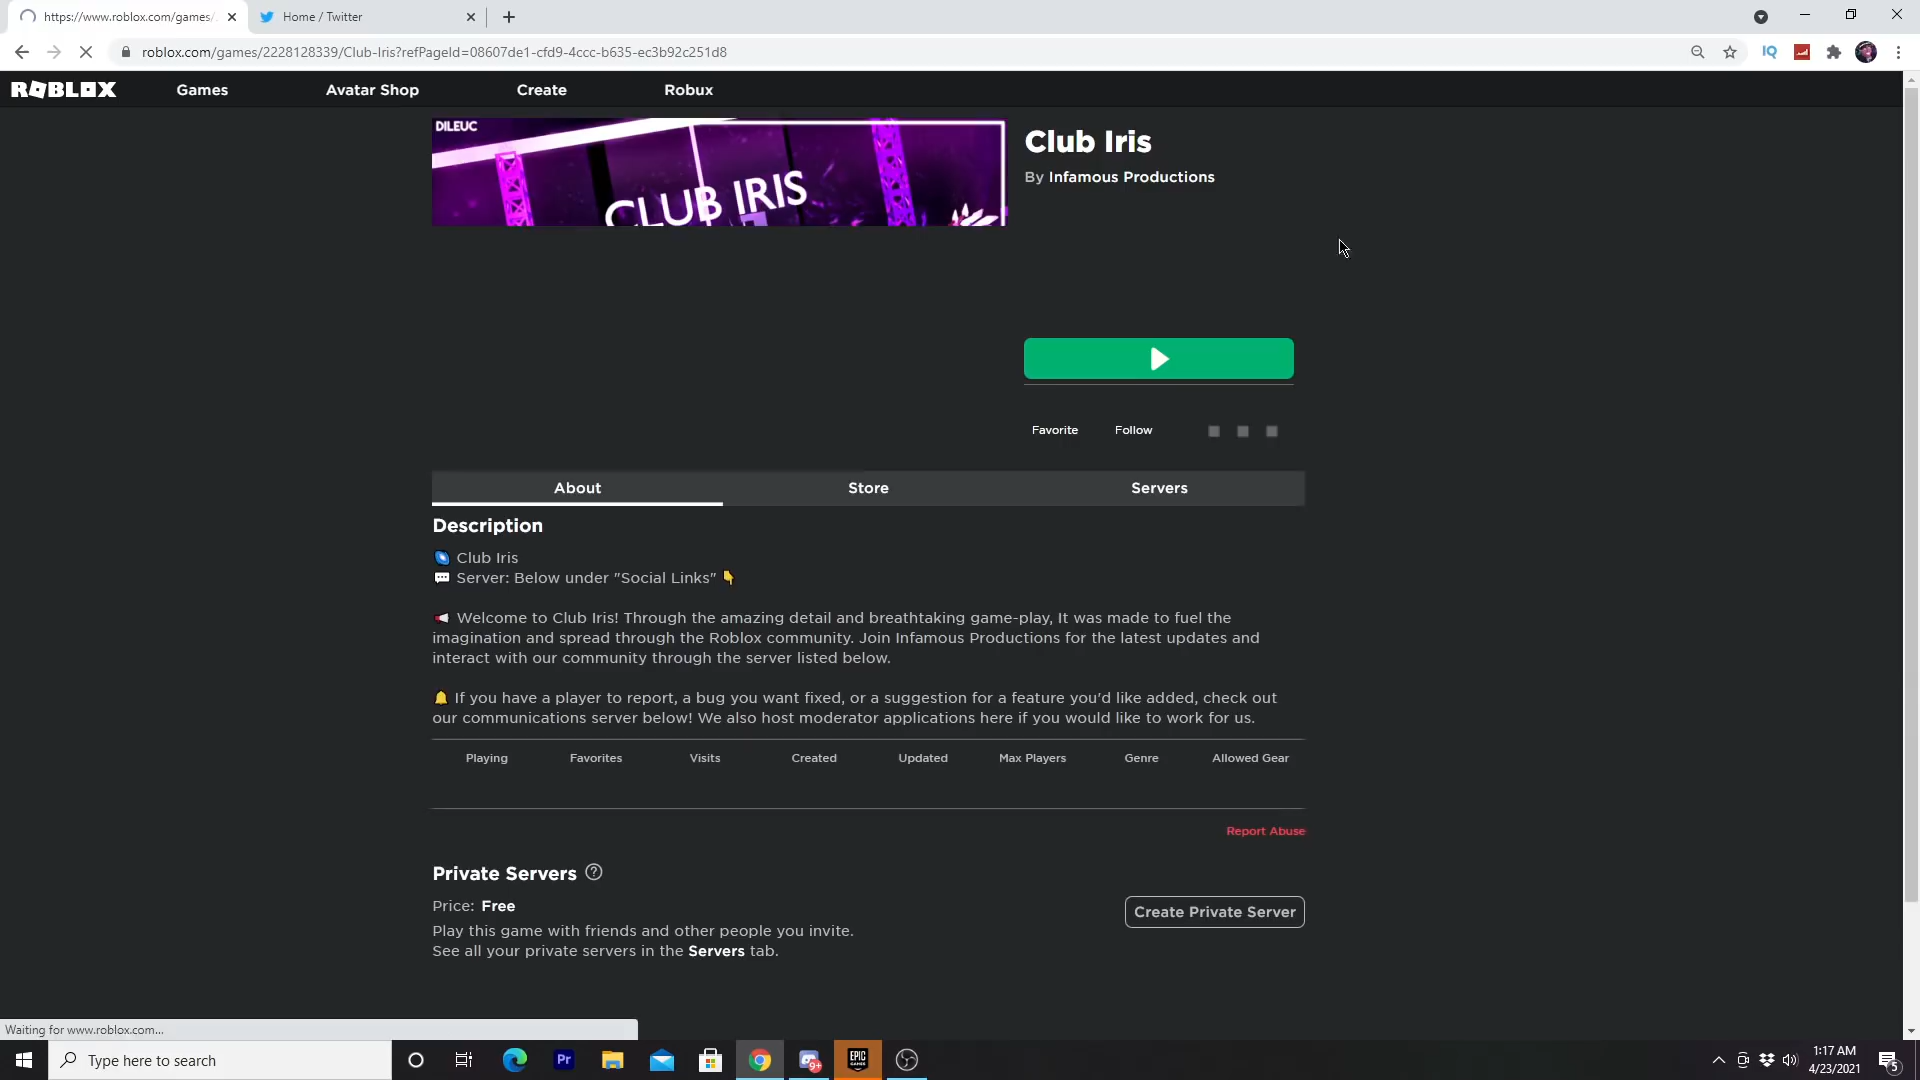 https://www.roblox.com/games/
Home / Twitter
roblox.com/games/2228128339/Club-Iris?refPageId=08607de1-cfd9-4ccc-b635-ec3b92c251d8
IQ
ROBLOX
Games
Avatar Shop
Create
Robux
DILEUC
CLUB IRIS
Club Iris
By Infamous Productions
Favorite
Follow
About
Store
Servers
Description
Club Iris
Server: Below under "Social Links"
Welcome to Club Iris! Through the amazing detail and breathtaking game-play, It was made to fuel the
imagination and spread through the Roblox community. Join Infamous Productions for the latest updates and
interact with our community through the server listed below.
If you have a player to report, a bug you want fixed, or a suggestion for a feature you'd like added, check out
our communications server below! We also host moderator applications here if you would like to work for us.
Playing
Favorites
Visits
Created
Updated
Max Players
Genre
Allowed Gear
Report Abuse
Private Servers
Price: Free
Create Private Server
Play this game with friends and other people you invite.
See all your private servers in the Servers tab.
Waiting for www.roblox.com...
Type here to search
Pr
9+
EPIC
GAMES
1:17 AM
4/23/2021
5